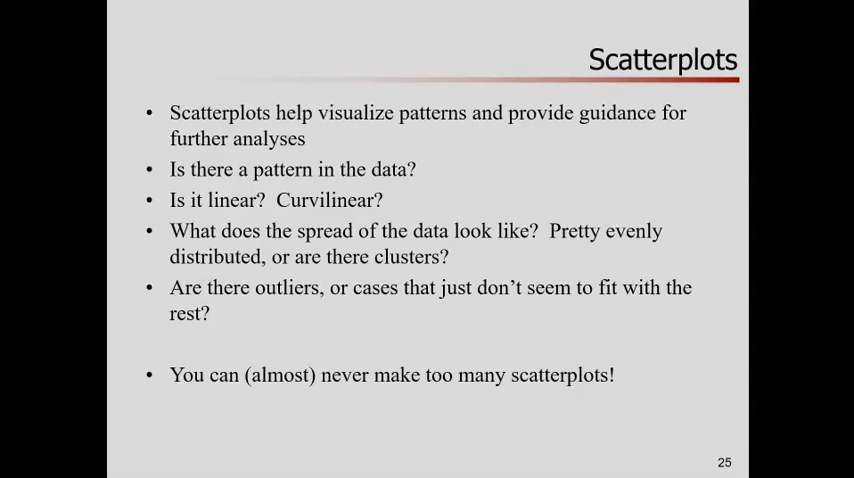 Scatterplots
• Scatterplots help visualize patterns and provide guidance for
further analyses
• Is there a pattern in the data?
• Is it linear?  Curvilinear?
• What does the spread of the data look like?  Pretty evenly
distributed, or are there clusters?
• Are there outliers, or cases that just don’t seem to fit with the
rest?
• You can (almost) never make too many scatterplots!
25